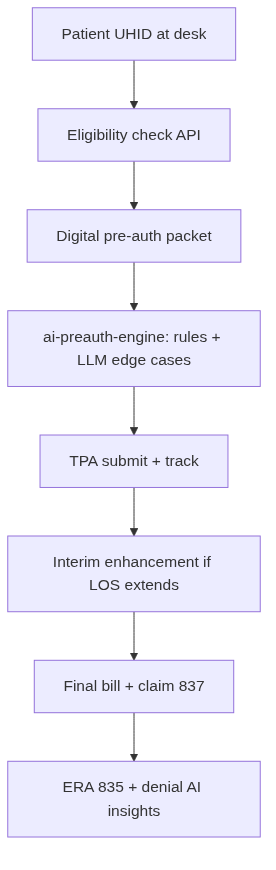 Patient UHID at desk
Eligibility check API
Digital pre-auth packet
ai-preauth-engine: rules +
LLM edge cases
TPA submit + track
Interim enhancement if
LOS extends
Final bill + claim 837
ERA 835 + denial AI
insights